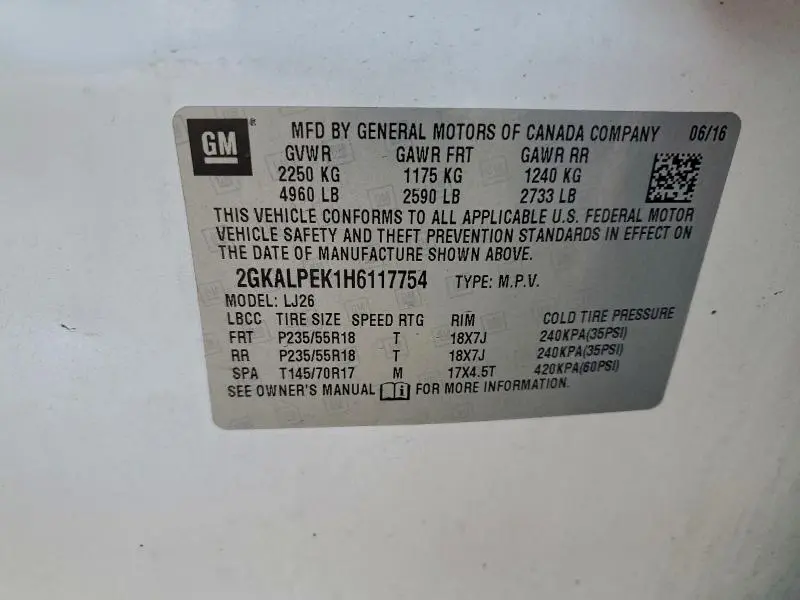 GM® MFD BY GENERAL MOTORS OF CANADA COMPANY 06/16
GVWR GAWR FRT GAWR RR
2250 KG 1175 KG 1240 KG
4960 LB 2590 LB 2733 LB
THIS VEHICLE CONFORMS TO ALL APPLICABLE U.S. FEDERAL MOTOR
VEHICLE SAFETY AND THEFT PREVENTION STANDARDS IN EFFECT ON
THE DATE OF MANUFACTURE SHOWN ABOVE.
2GKALPEK1H6117754 TYPE: M.P.V.
MODEL: LJ26
LBCC TIRE SIZE SPEED RTG RIM COLD TIRE PRESSURE
FRT P235/55R18 T 18X7J 240KPA(35PSI)
RR P235/55R18 T 18X7J 240KPA(35PSI)
SPA T145/70R17 M 17X4.5T 420KPA(60PSI)
SEE OWNER'S MANUAL FOR MORE INFORMATION.